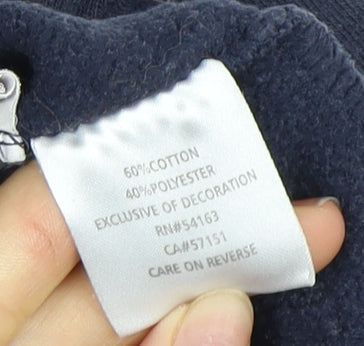 60%COTTON
40%POLYESTER
EXCLUSIVE OF DECORATION
RN#54163
CA#57151
CARE ON REVERSE